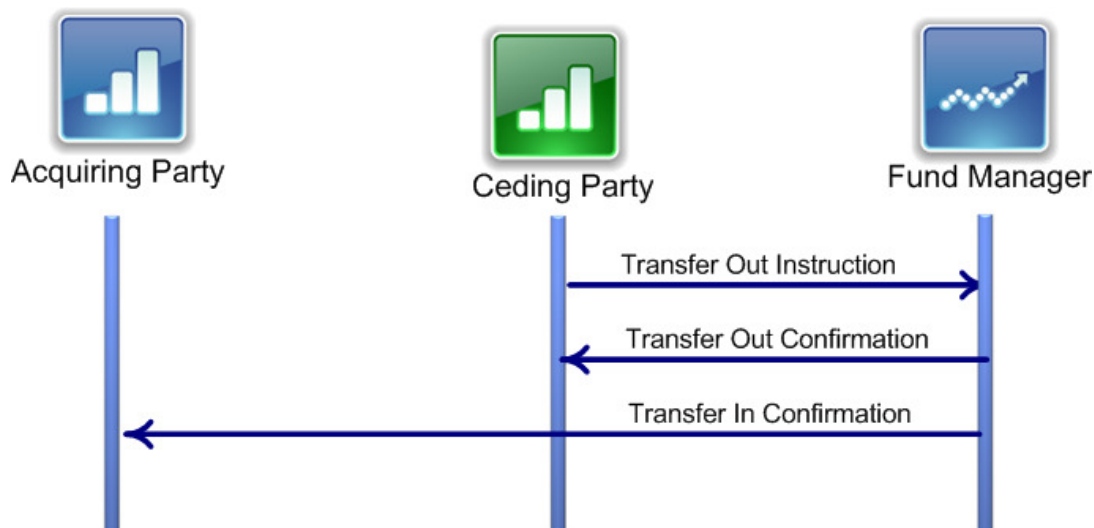 Acquiring Party
Ceding Party
Fund Manager
Transfer Out Instruction
Transfer Out Confirmation
Transfer In Confirmation